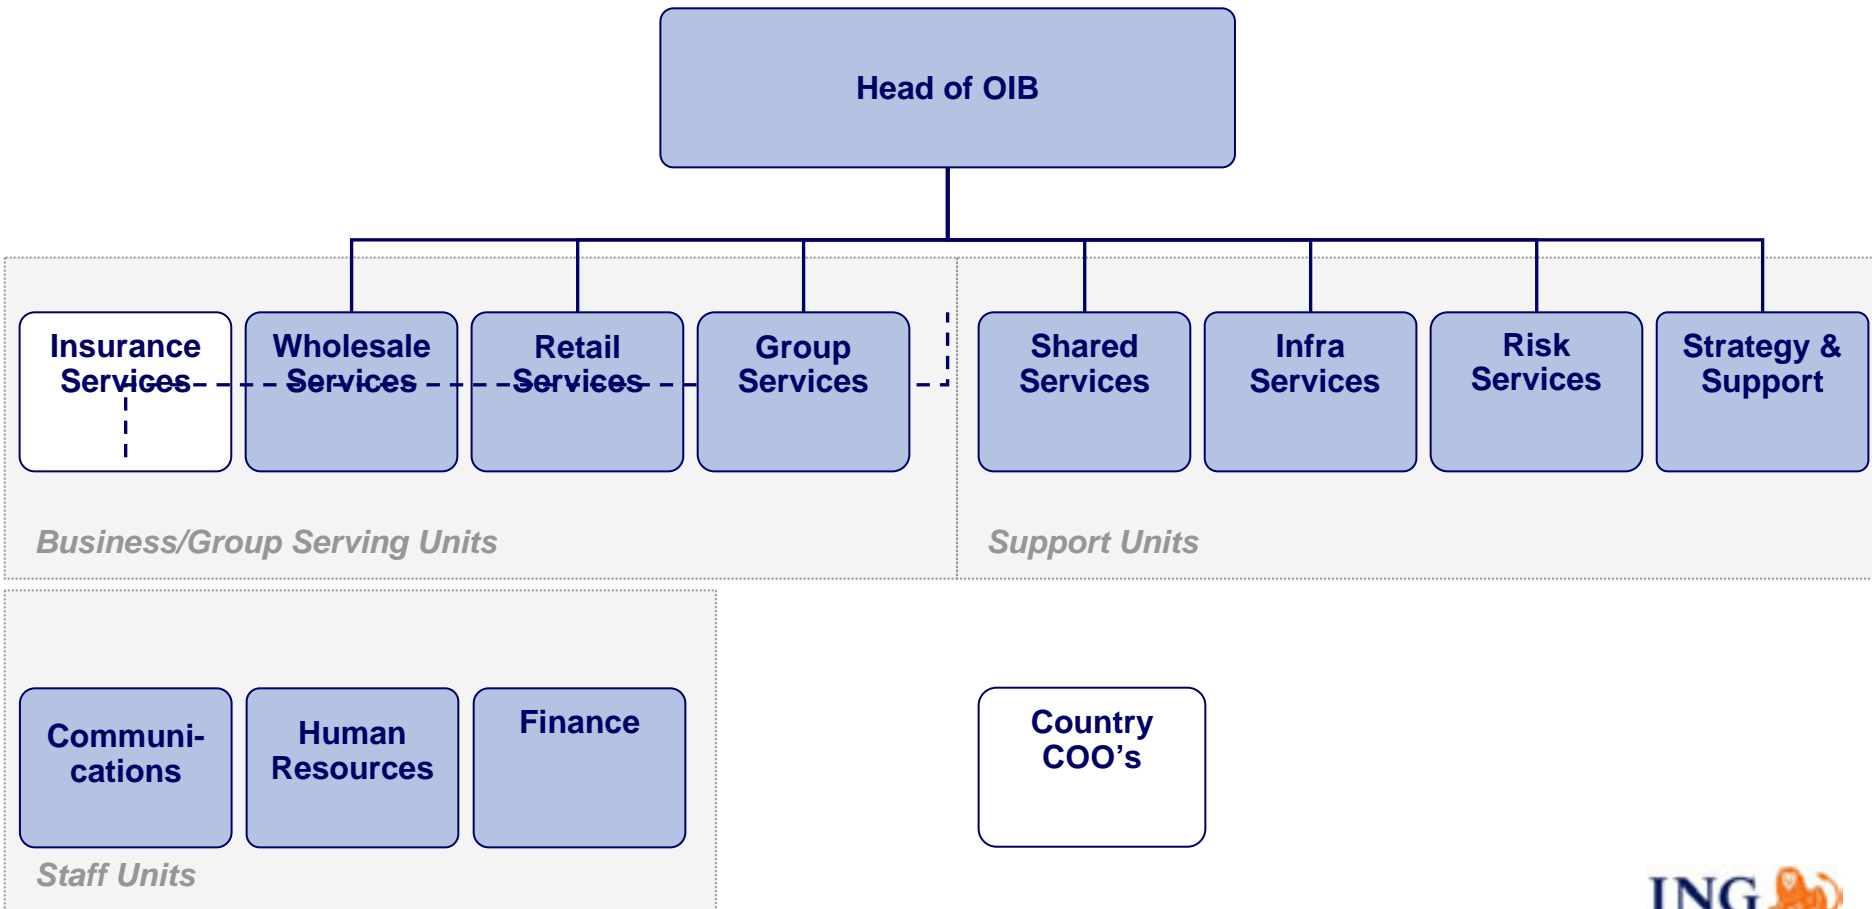 Head of OIB
Insurance
Services
Wholesale
Services
Retail
Services
Group
Services
Shared
Services
Infra
Services
Risk
Services
Strategy &
Support
Business/Group Serving Units
Support Units
Communi-
cations
Human
Resources
Finance
Country
COO’s
Staff Units
ING